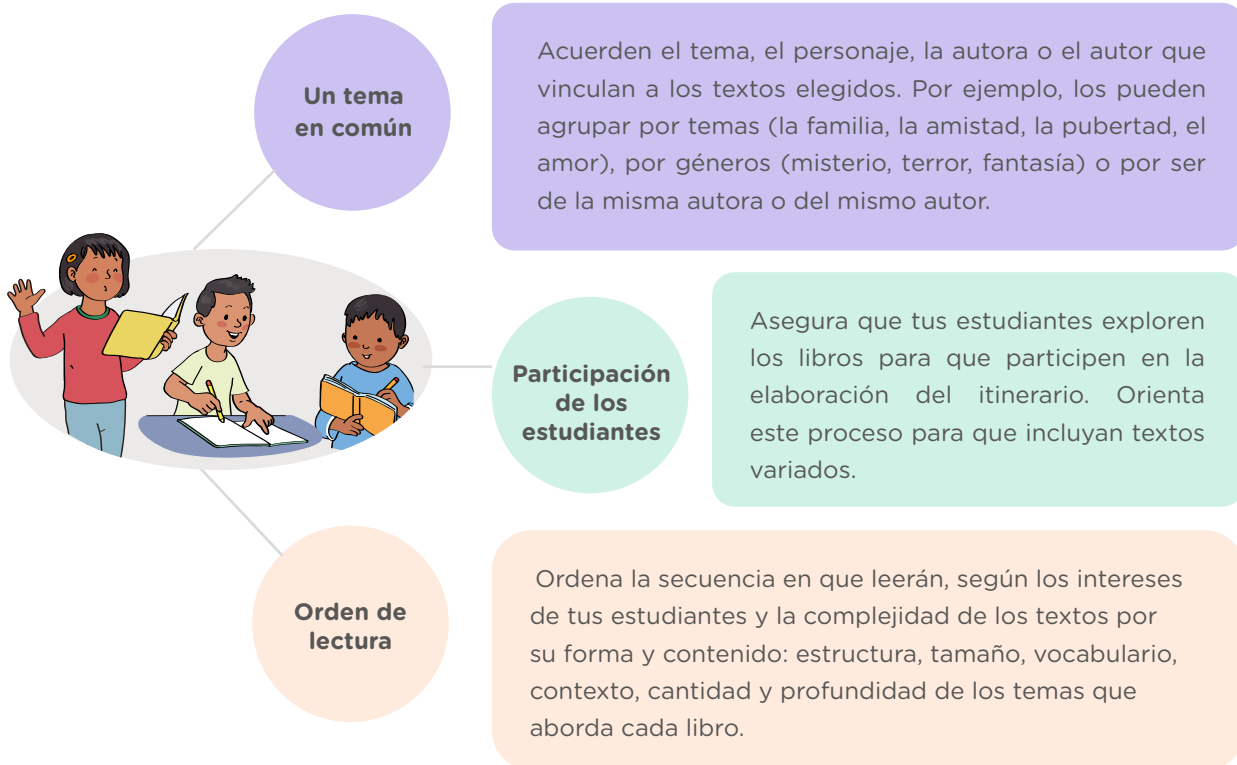 Un tema
en común
Acuerden el tema, el personaje, la autora o el autor que
vinculan a los textos elegidos. Por ejemplo, los pueden
agrupar por temas (la familia, la amistad, la pubertad, el
amor), por géneros (misterio, terror, fantasía) o por ser
de la misma autora o del mismo autor.
Participación
de los
estudiantes
Asegura que tus estudiantes exploren
los libros para que participen en la
elaboración del itinerario. Orienta
este proceso para que incluyan textos
variados.
Orden de
lectura
Ordena la secuencia en que leerán, según los intereses
de tus estudiantes y la complejidad de los textos por
su forma y contenido: estructura, tamaño, vocabulario,
contexto, cantidad y profundidad de los temas que
aborda cada libro.